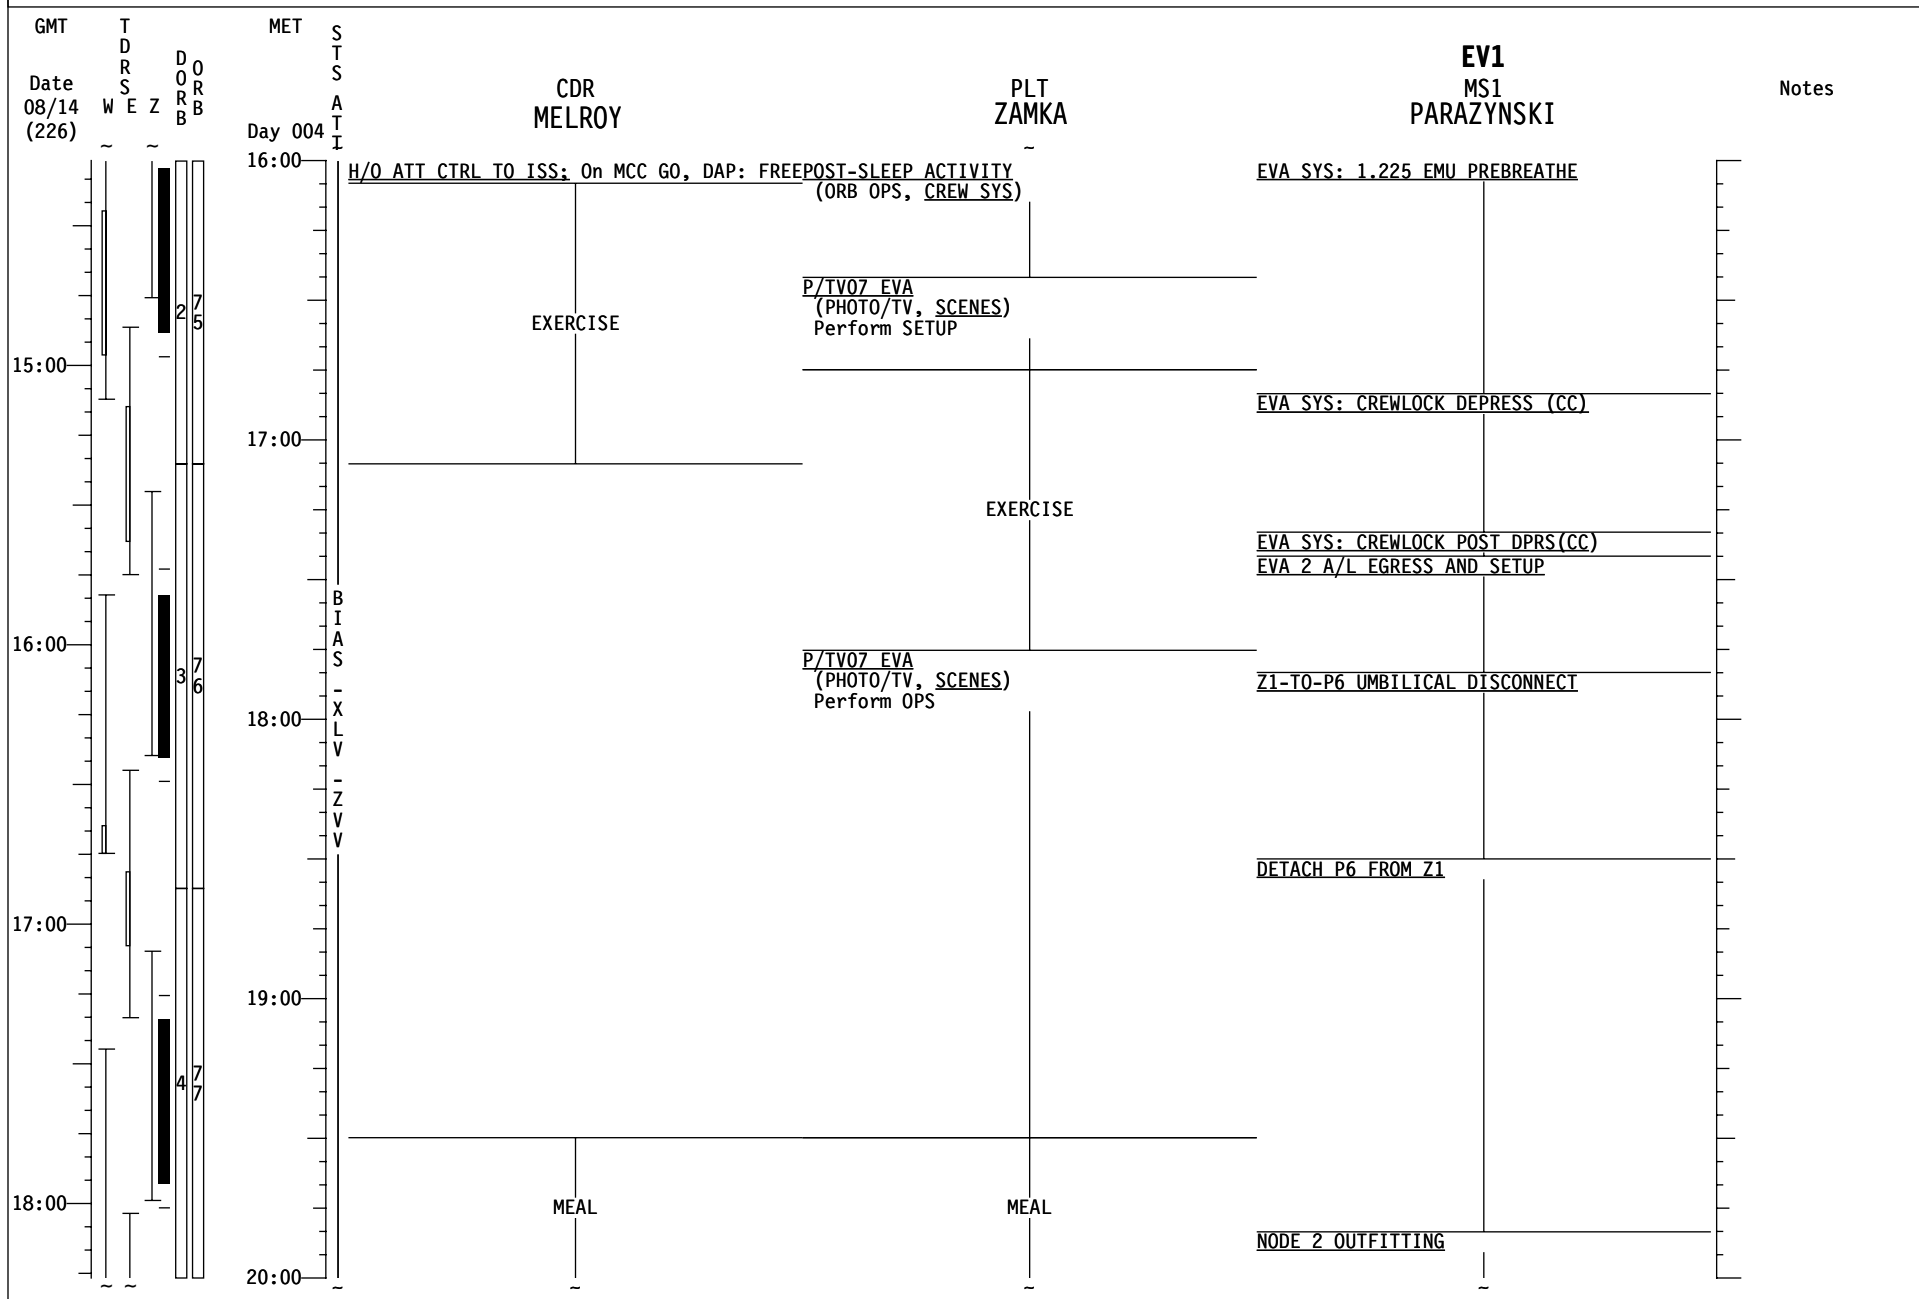 GMT
TDRS
DORB
ORB
MET
STS ATT
Date
08/14
(226)
W E Z
Day 004
CDR
MELROY
PLT
ZAMKA
EV1
MS1
PARAZYNSKI
Notes
~ ~ ~ ~
16:00
H/O ATT CTRL TO ISS; On MCC GO, DAP: FREE
POST-SLEEP ACTIVITY
(ORB OPS, CREW SYS)
EVA SYS: 1.225 EMU PREBREATHE
P/TV07 EVA
(PHOTO/TV, SCENES)
Perform SETUP
2
75
EXERCISE
15:00
EVA SYS: CREWLOCK DEPRESS (CC)
17:00
EXERCISE
EVA SYS: CREWLOCK POST DPRS(CC)
EVA 2 A/L EGRESS AND SETUP
BIAS -XLV -ZVV
16:00
3
76
P/TV07 EVA
(PHOTO/TV, SCENES)
Perform OPS
Z1-TO-P6 UMBILICAL DISCONNECT
18:00
DETACH P6 FROM Z1
17:00
19:00
4
77
18:00
MEAL
MEAL
NODE 2 OUTFITTING
20:00
~ ~ ~ ~ ~ ~